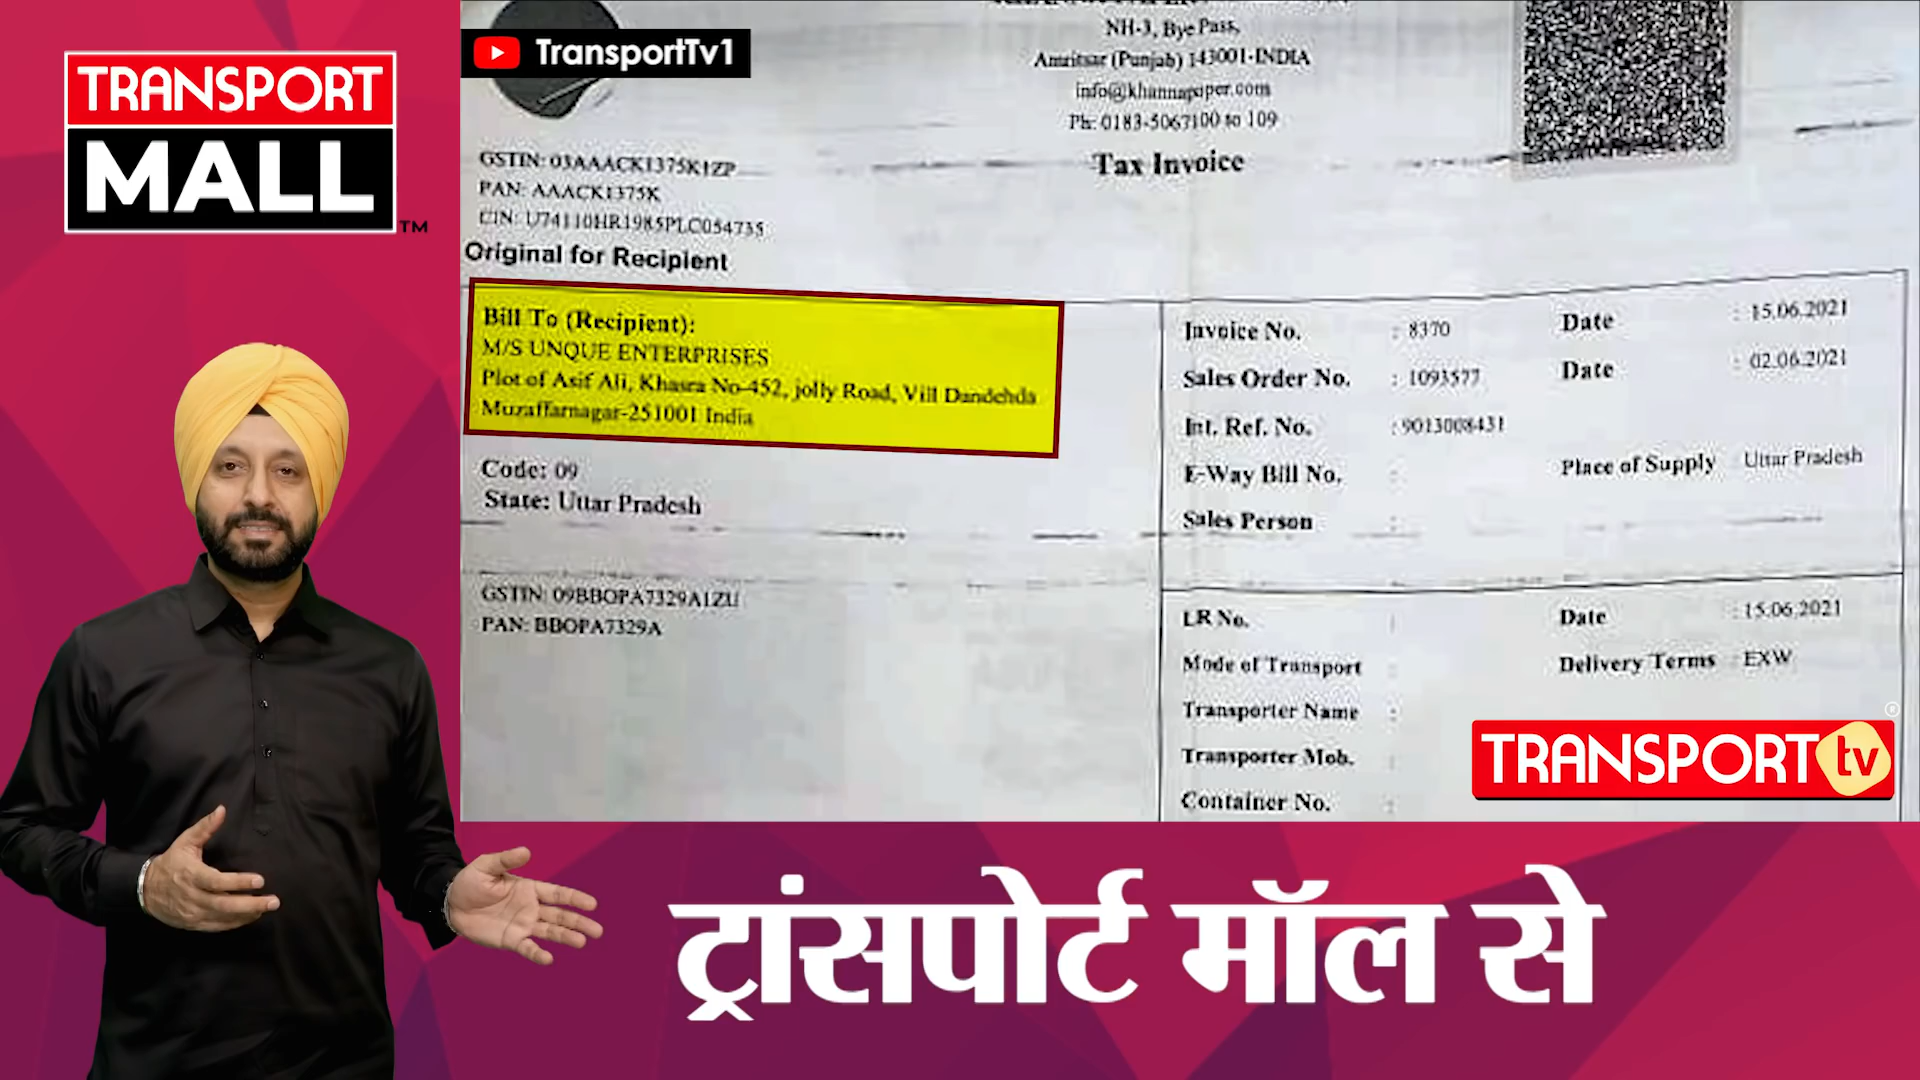 TRANSPORT
MALL
TM
TransportTv1
NH-3, Bye Pass,
Amritsar (Punjab) 143001-INDIA
info@khannapaper.com
Ph: 0183-5067100 to 109
Tax Invoice
GSTIN: 03AAACK1375K1ZP
PAN: AAACK1375K
CIN: U74110HR1985PLC054735
Original for Recipient
Bill To (Recipient):
M/S UNQUE ENTERPRISES
Plot of Asif Ali, Khasra No-452, jolly Road, Vill Dandehda
Muzaffarnagar-251001 India
Code: 09
State: Uttar Pradesh
GSTIN: 09BBOPA7329A1ZU
PAN: BBOPA7329A
Invoice No. : 8370 Date : 15.06.2021
Sales Order No. : 1093577 Date : 02.06.2021
Int. Ref. No. : 9013008431
E-Way Bill No. : Place of Supply Uttar Pradesh
Sales Person :
LR No. : Date : 15.06.2021
Mode of Transport : Delivery Terms : EXW
Transporter Name :
Transporter Mob. :
Container No. :
TRANSPORT tv
®
ट्रांसपोर्ट मॉल से